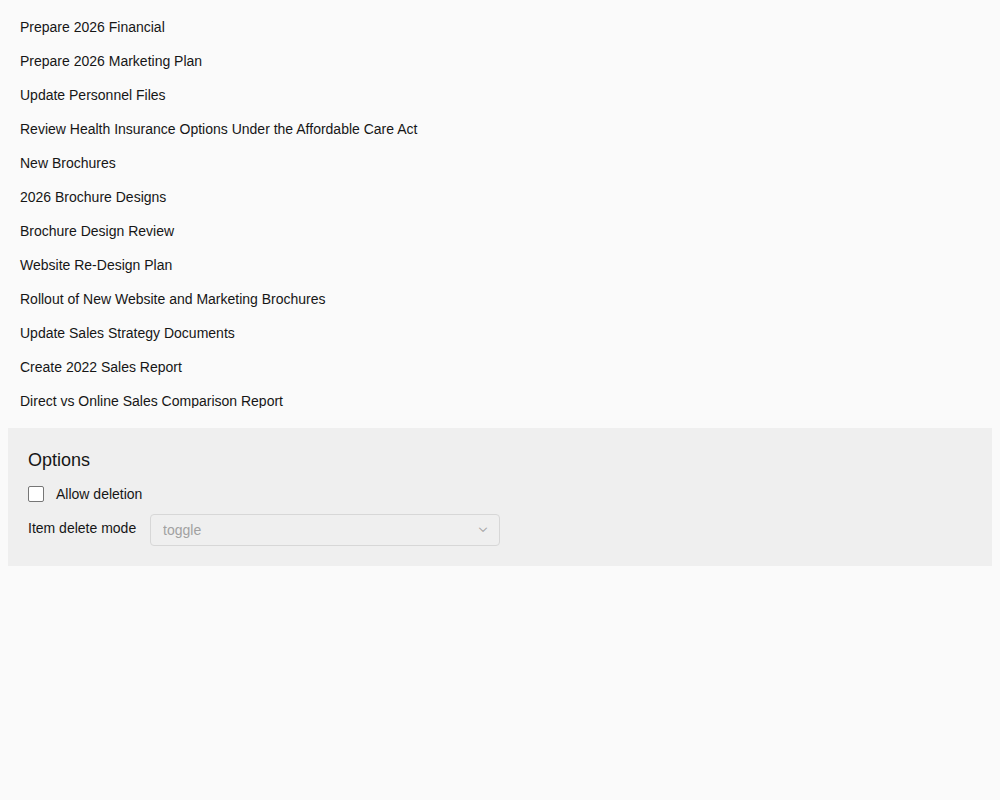 Prepare 2026 Financial
Prepare 2026 Marketing Plan
Update Personnel Files
Review Health Insurance Options Under the Affordable Care Act
New Brochures
2026 Brochure Designs
Brochure Design Review
Website Re-Design Plan
Rollout of New Website and Marketing Brochures
Update Sales Strategy Documents
Create 2022 Sales Report
Direct vs Online Sales Comparison Report
Options
Allow deletion
Item delete mode toggle